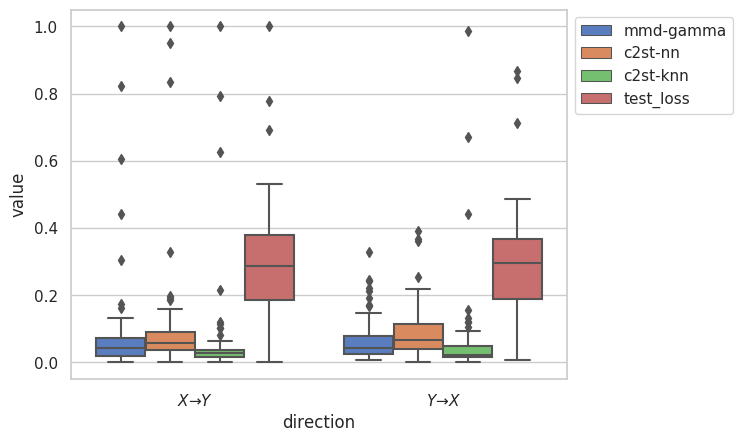 1.0
0.8
0.6
0.4
0.2
0.0
value
X→Y
Y→X
direction
mmd-gamma
c2st-nn
c2st-knn
test_loss